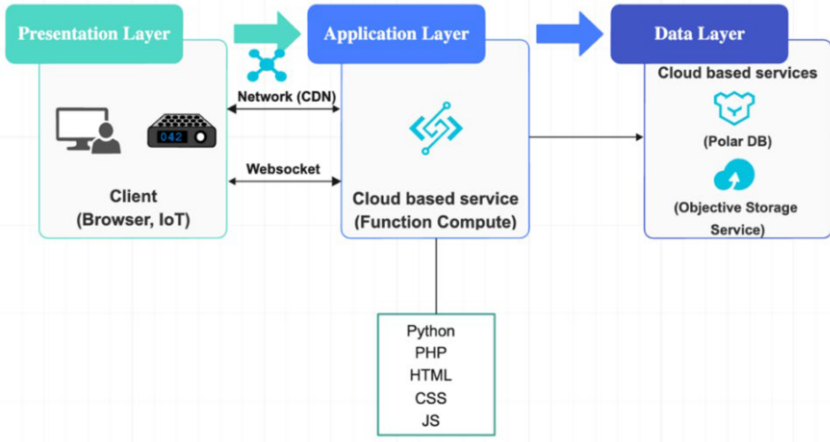 Presentation Layer
Application Layer
Data Layer
Network (CDN)
Websocket
042
Client
(Browser, IoT)
Cloud based service
(Function Compute)
Cloud based services
(Polar DB)
(Objective Storage
Service)
Python
PHP
HTML
CSS
JS